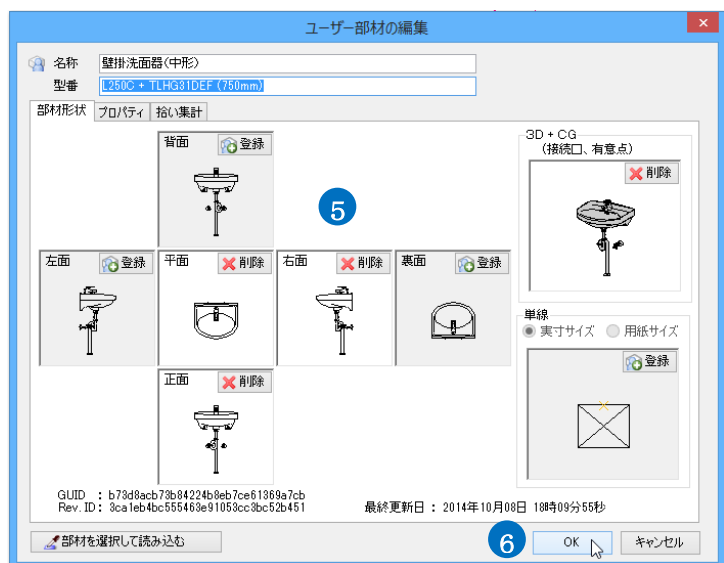 ユーザー部材の編集
名称 壁掛洗面器(中形)
型番 L250C + TLHG31DEF (750mm)
部材形状 プロパティ 拾い集計
背面 登録
5
左面 登録
平面 削除
右面 削除
裏面 登録
正面 削除
3D + CG
(接続口、有意点)
削除
単線
実寸サイズ 用紙サイズ
登録
GUID : b73d8acb73b84224b8eb7ce61369a7cb
Rev. ID: 3ca1eb4bc555463e91053cc3bc52b451
最終更新日 : 2014年10月08日 18時09分55秒
部材を選択して読み込む
6
OK
キャンセル